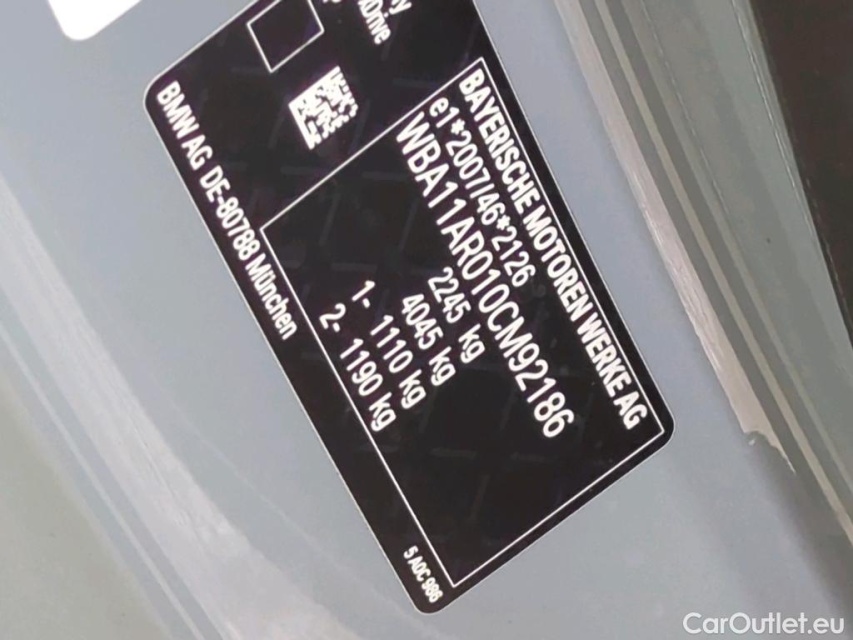 BAYERISCHE MOTOREN WERKE AG
e1*2007/46*2126
WBA11AR010CM92186
2245 kg
4045 kg
1- 1110 kg
2- 1190 kg
5 A0C 986
BMW AG DE-80788 München
CarOutlet.eu